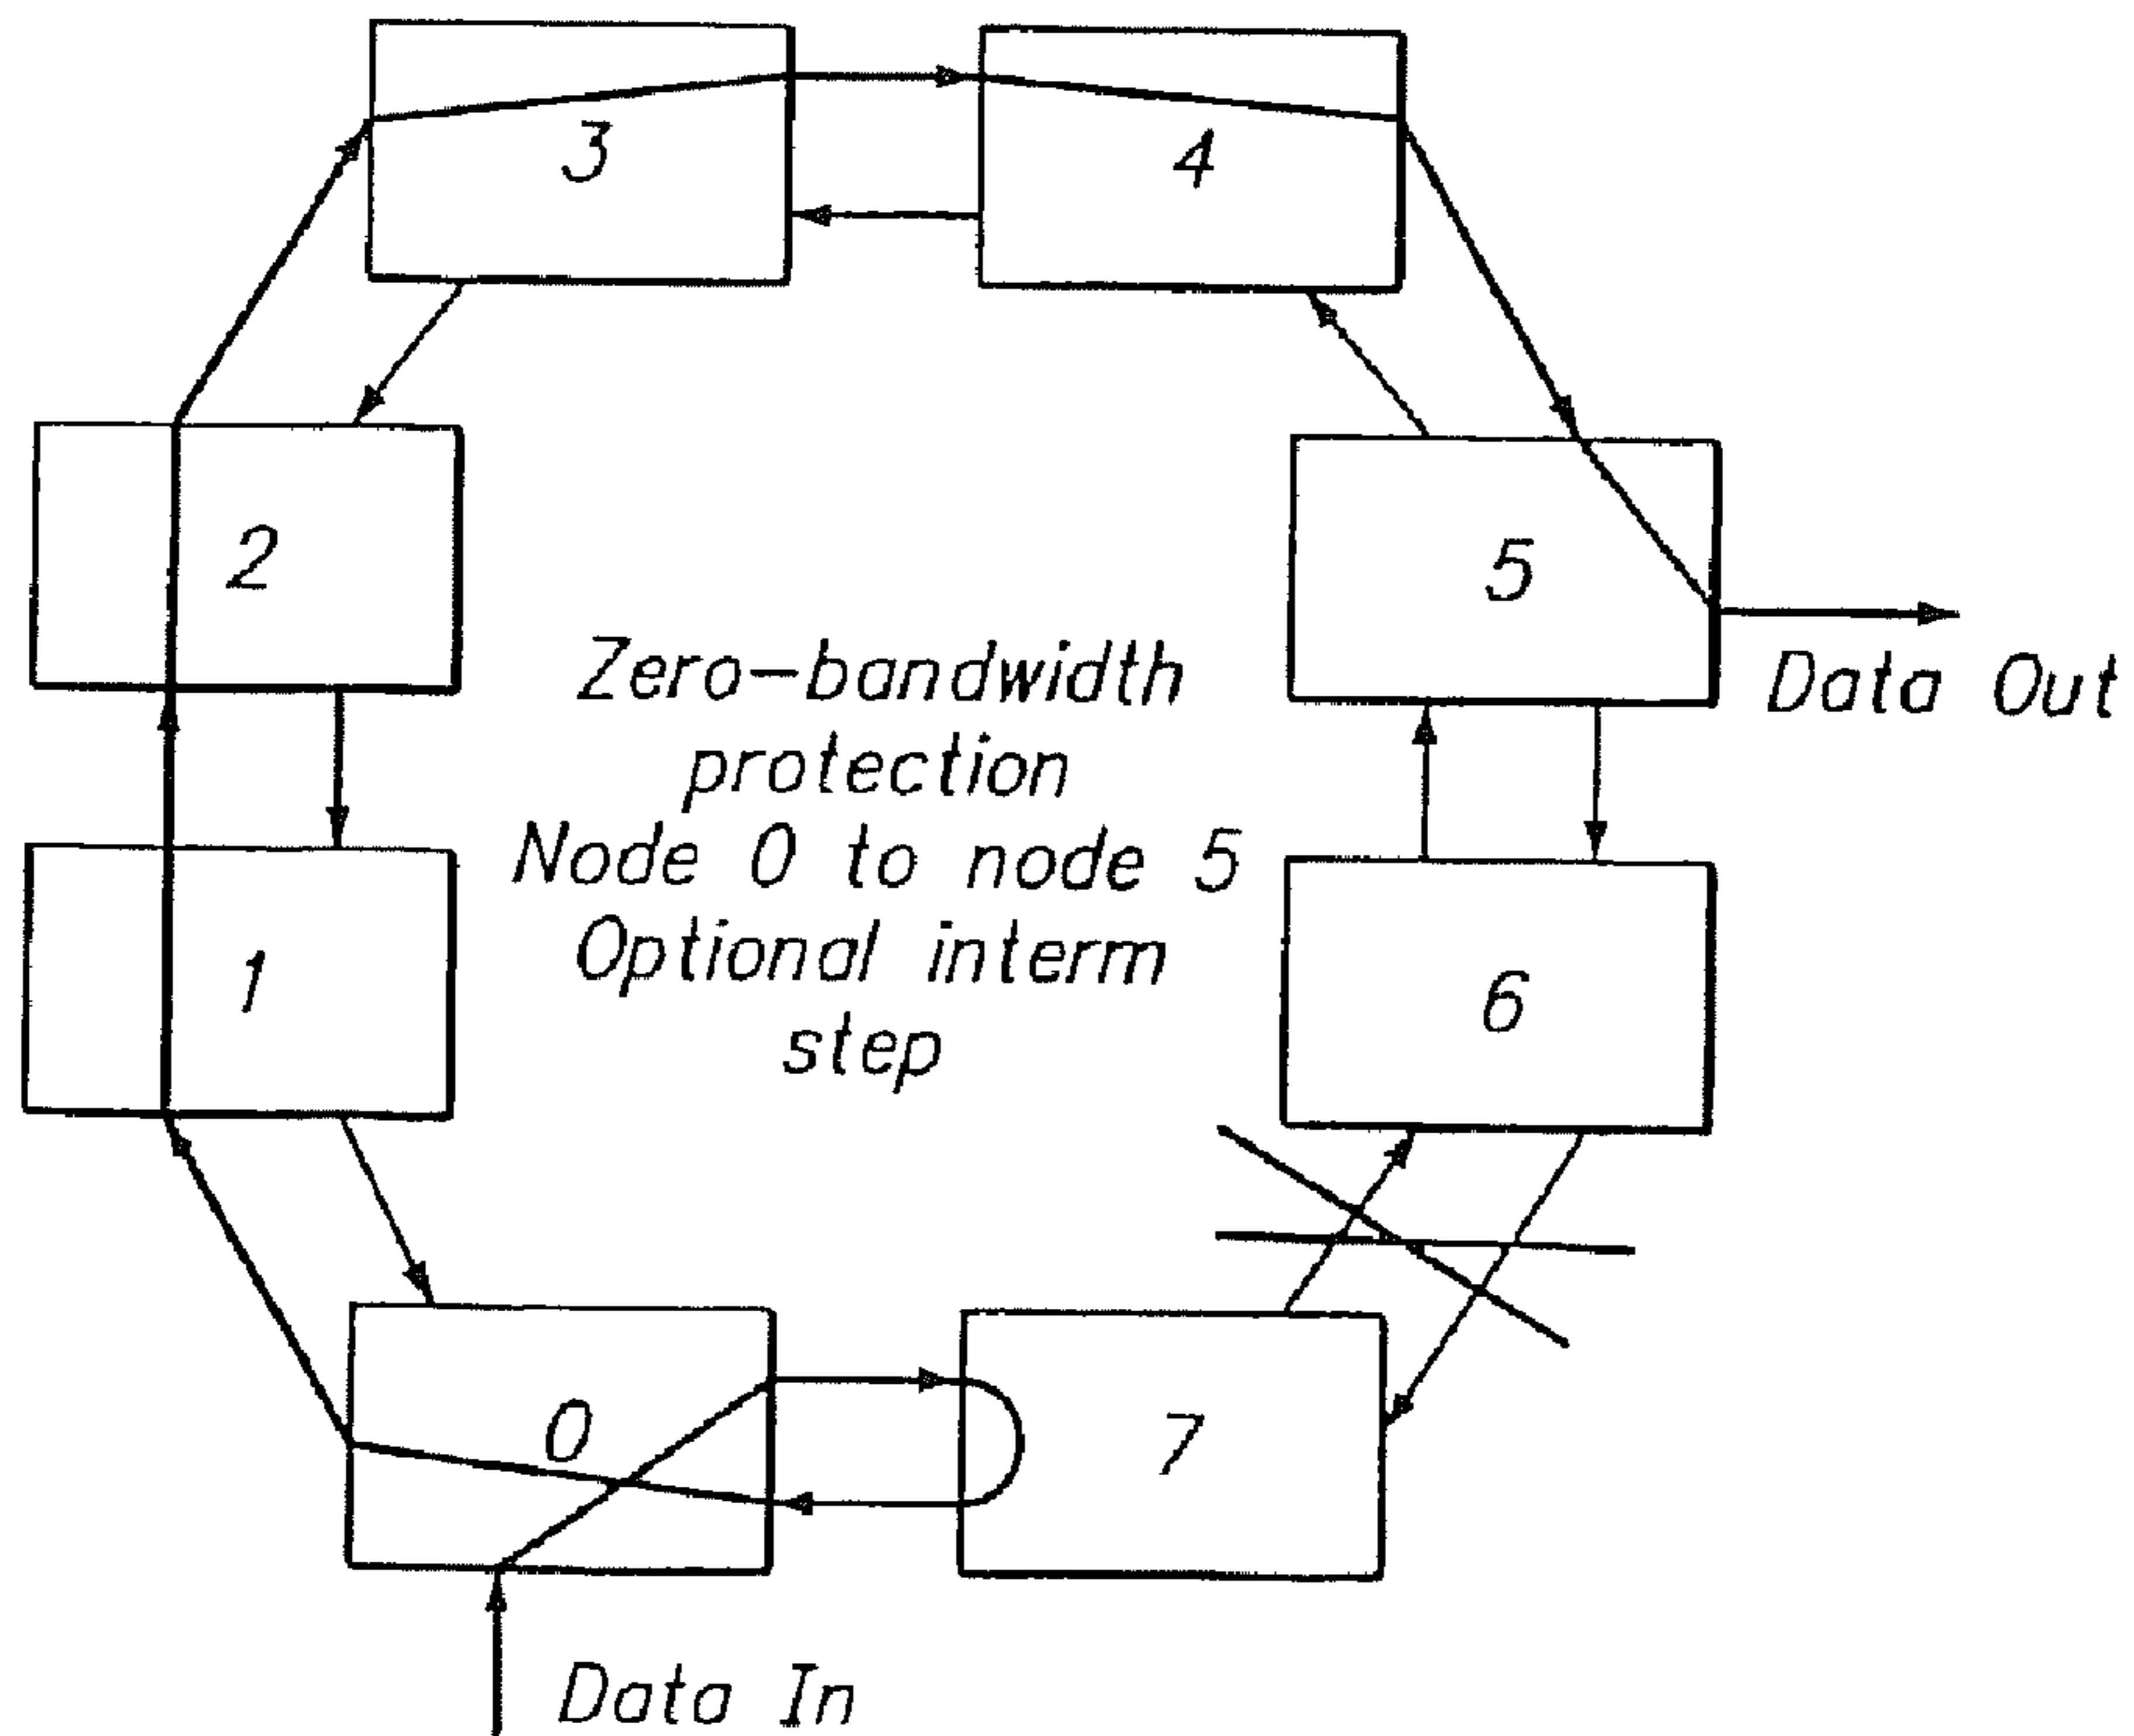 3
4
2
5
Zero-bandwidth
protection
Node 0 to node 5
Optional interm
step
Data Out
1
6
0
7
Data In